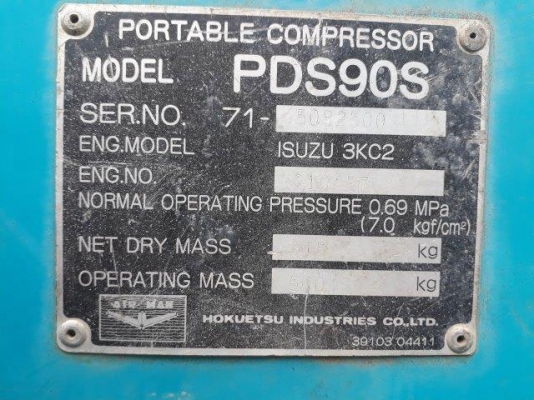 PORTABLE COMPRESSOR
MODEL PDS90S
SER.NO. 71-
ENG.MODEL ISUZU 3KC2
ENG.NO.
NORMAL OPERATING PRESSURE 0.69 MPa
(7.0 kgf/cm²)
NET DRY MASS kg
OPERATING MASS kg
AIR MAN
HOKUETSU INDUSTRIES CO.,LTD.
39103 04411